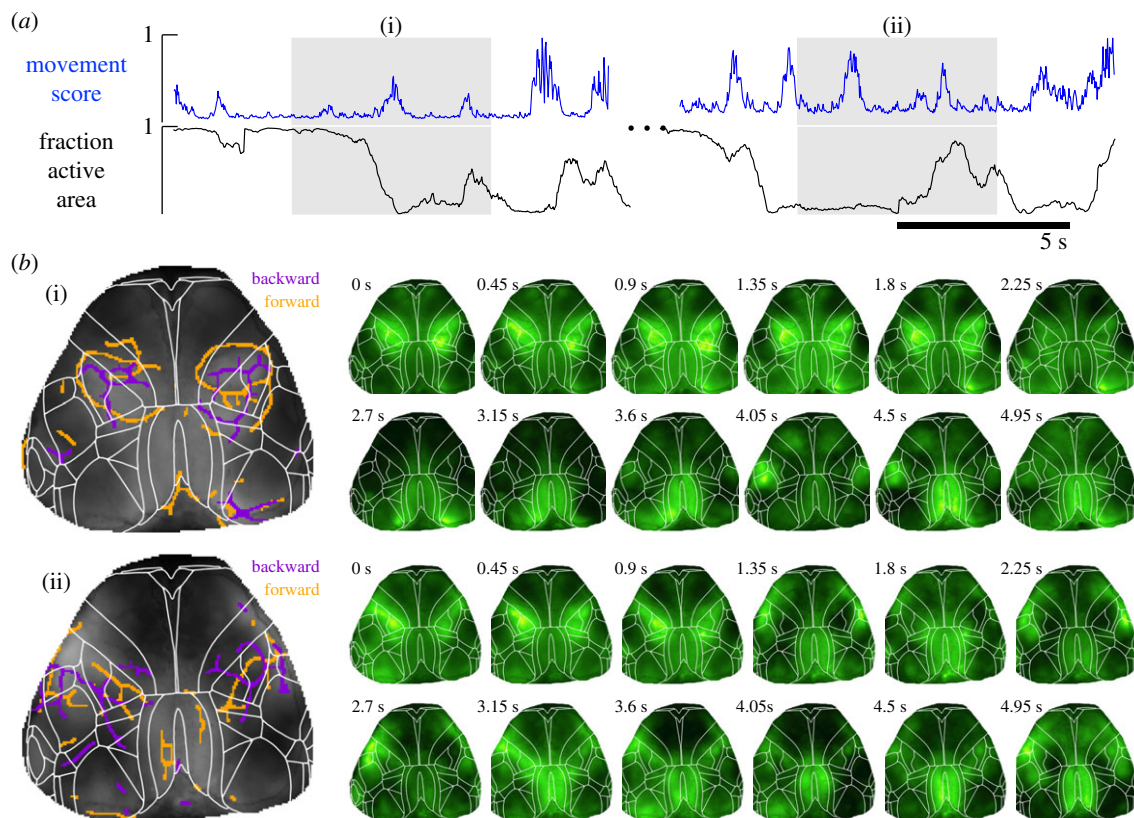 (a)
(i)
(ii)
1
movement
score
1
fraction
active
area
5 s
(b)
(i)
backward
forward
0 s
0.45 s
0.9 s
1.35 s
1.8 s
2.25 s
2.7 s
3.15 s
3.6 s
4.05 s
4.5 s
4.95 s
(ii)
backward
forward
0 s
0.45 s
0.9 s
1.35 s
1.8 s
2.25 s
2.7 s
3.15 s
3.6 s
4.05s
4.5 s
4.95 s